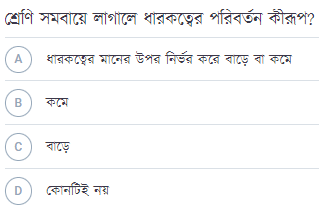 শ্রেণি সমবায়ে লাগালে ধারকত্বের পরিবর্তন কীরূপ?
A ধারকত্বের মানের উপর নির্ভর করে বাড়ে বা কমে
B কমে
C বাড়ে
D কোনটিই নয়